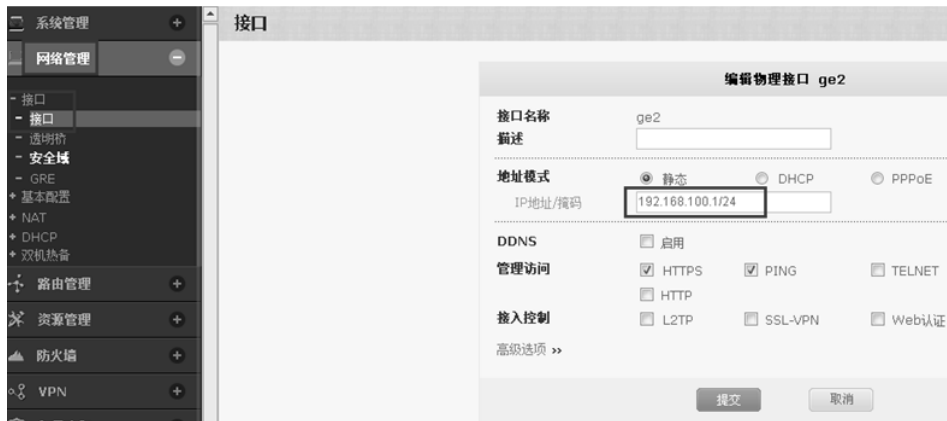 系统管理
网络管理
- 接口
- 接口
- 透明桥
- 安全域
- GRE
+ 基本配置
+ NAT
+ DHCP
+ 双机热备
路由管理
资源管理
防火墙
VPN
接口
编辑物理接口 ge2
接口名称 ge2
描述
地址模式 静态 DHCP PPPoE
IP地址/掩码 192.168.100.1/24
DDNS 启用
管理访问 HTTPS PING TELNET
HTTP
接入控制 L2TP SSL-VPN Web认证
高级选项 »
提交 取消